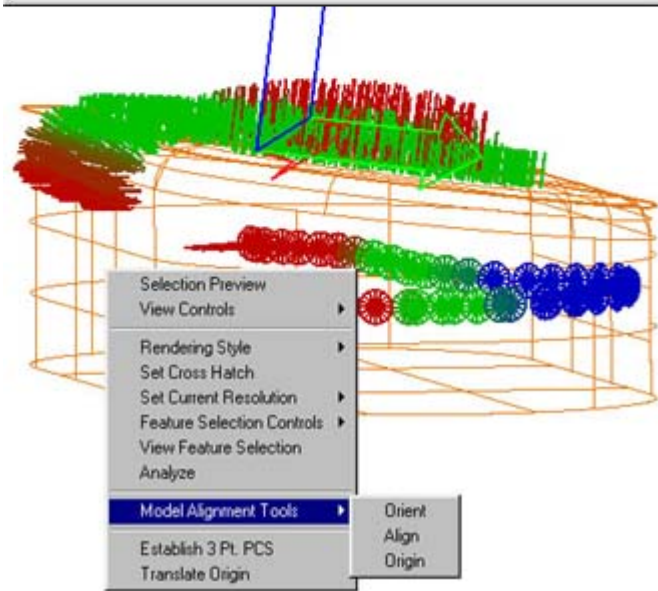 Selection Preview
View Controls
Rendering Style
Set Cross Hatch
Set Current Resolution
Feature Selection Controls
View Feature Selection
Analyze
Model Alignment Tools
Orient
Align
Origin
Establish 3 Pt. PCS
Translate Origin